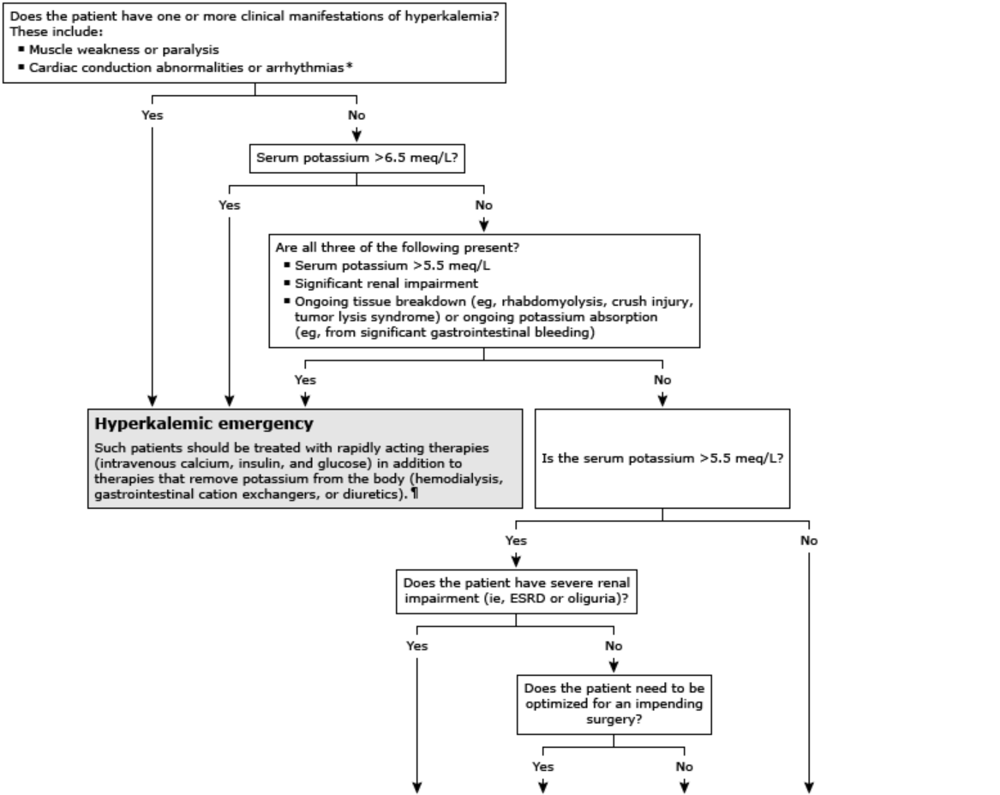 Does the patient have one or more clinical manifestations of hyperkalemia?
These include:
▪ Muscle weakness or paralysis
▪ Cardiac conduction abnormalities or arrhythmias*
Yes
No
Serum potassium >6.5 meq/L?
Yes
No
Are all three of the following present?
▪ Serum potassium >5.5 meq/L
▪ Significant renal impairment
▪ Ongoing tissue breakdown (eg, rhabdomyolysis, crush injury,
tumor lysis syndrome) or ongoing potassium absorption
(eg, from significant gastrointestinal bleeding)
Yes
No
Hyperkalemic emergency
Such patients should be treated with rapidly acting therapies
(intravenous calcium, insulin, and glucose) in addition to
therapies that remove potassium from the body (hemodialysis,
gastrointestinal cation exchangers, or diuretics). ¶
Is the serum potassium >5.5 meq/L?
Yes
No
Does the patient have severe renal
impairment (ie, ESRD or oliguria)?
Yes
No
Does the patient need to be
optimized for an impending
surgery?
Yes
No